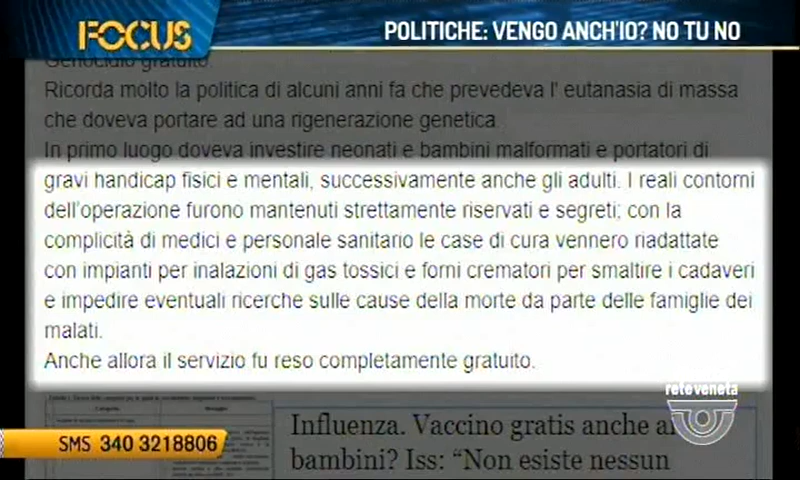 FOCUS
POLITICHE: VENGO ANCH'IO? NO TU NO
Genocidio gratuito
Ricorda molto la politica di alcuni anni fa che prevedeva l' eutanasia di massa
che doveva portare ad una rigenerazione genetica.
In primo luogo doveva investire neonati e bambini malformati e portatori di
gravi handicap fisici e mentali, successivamente anche gli adulti. I reali contorni
dell'operazione furono mantenuti strettamente riservati e segreti; con la
complicità di medici e personale sanitario le case di cura vennero riadattate
con impianti per inalazioni di gas tossici e forni crematori per smaltire i cadaveri
e impedire eventuali ricerche sulle cause della morte da parte delle famiglie dei
malati.
Anche allora il servizio fu reso completamente gratuito.
reteveneta
Influenza. Vaccino gratis anche ai
bambini? Iss: “Non esiste nessun
SMS 340 3218806